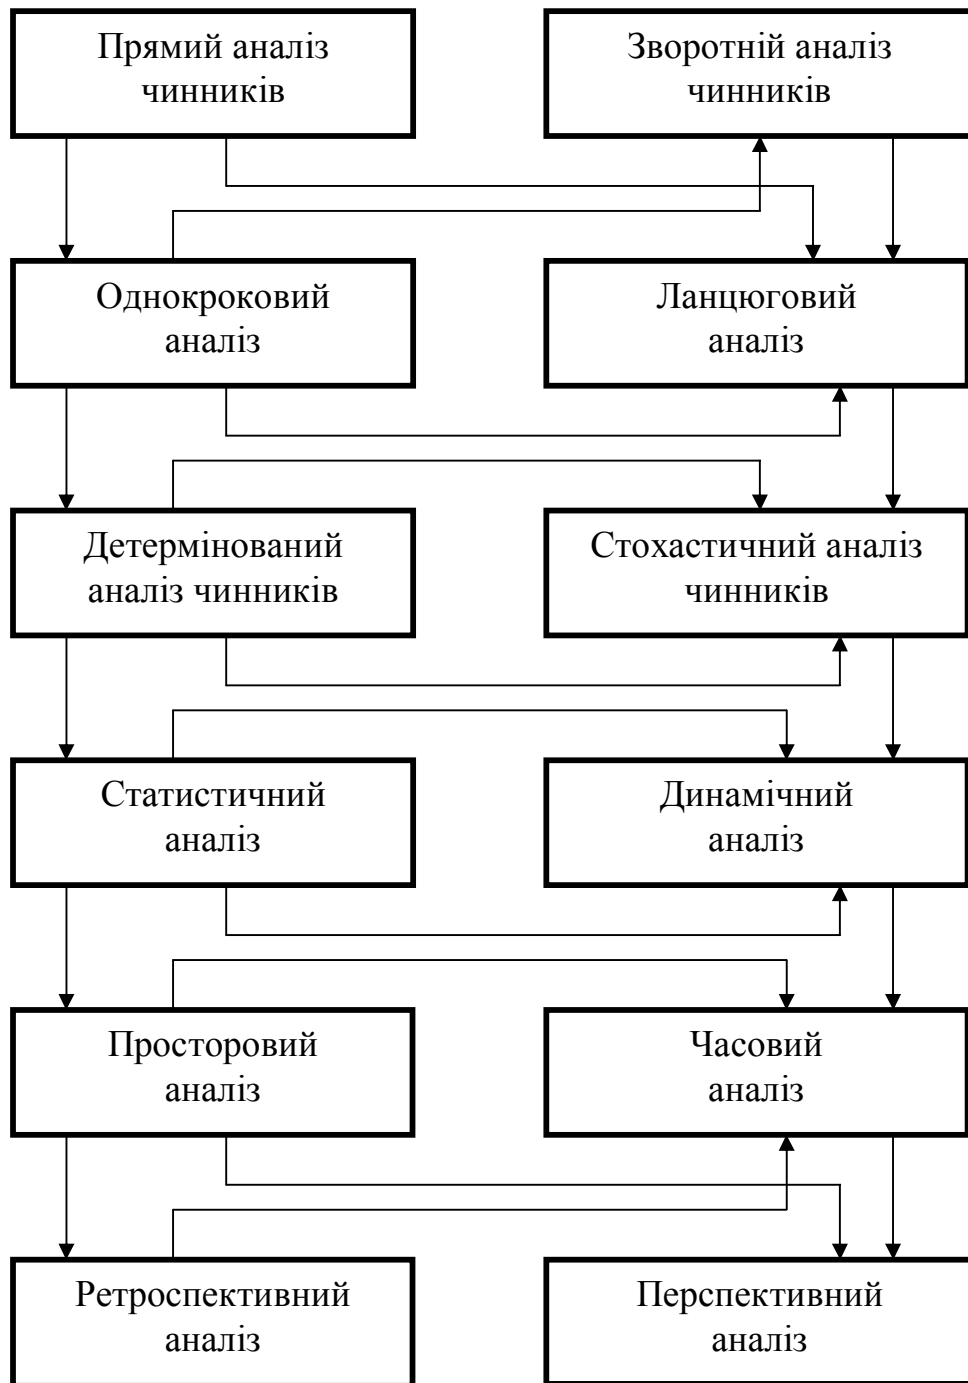 Прямий аналіз
чинників
Зворотній аналіз
чинників
Однокроковий
аналіз
Ланцюговий
аналіз
Детермінований
аналіз чинників
Стохастичний аналіз
чинників
Статистичний
аналіз
Динамічний
аналіз
Просторовий
аналіз
Часовий
аналіз
Ретроспективний
аналіз
Перспективний
аналіз